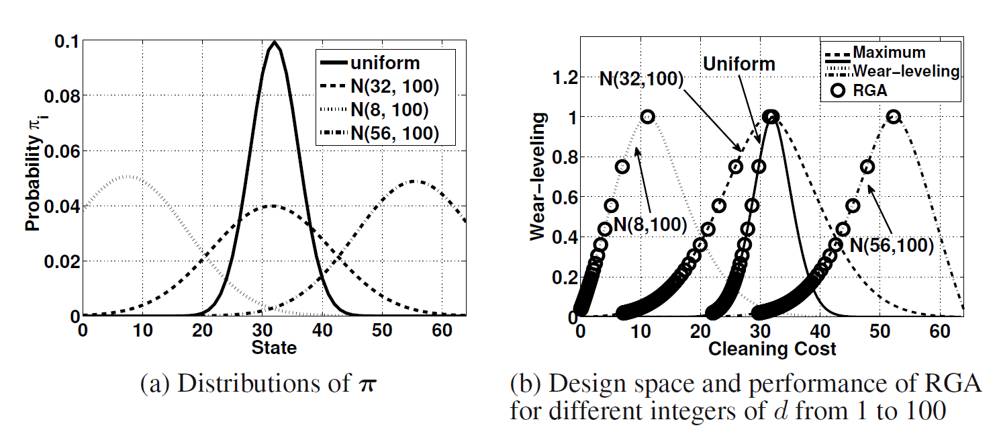 0.1
0.08
0.06
0.04
0.02
0
Probability πi
0 10 20 30 40 50 60
State
uniform
N(32, 100)
N(8, 100)
N(56, 100)
(a) Distributions of π
1.2
1
0.8
0.6
0.4
0.2
0
Wear−leveling
0 10 20 30 40 50 60
Cleaning Cost
Maximum
Wear−leveling
RGA
Uniform
N(32,100)
N(8,100)
N(56,100)
(b) Design space and performance of RGA
for different integers of d from 1 to 100